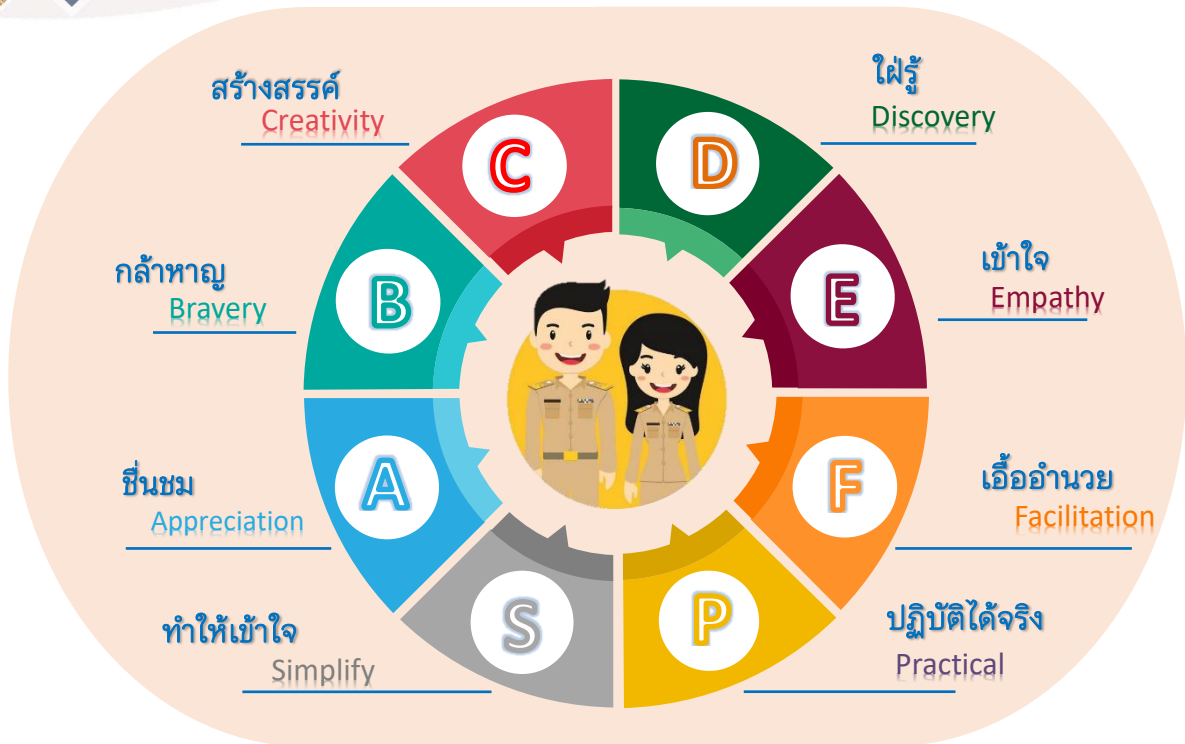 สร้างสรรค์
Creativity
ใฝ่รู้
Discovery
C
D
กล้าหาญ
Bravery
B
E
เข้าใจ
Empathy
ชื่นชม
Appreciation
A
F
เอื้ออำนวย
Facilitation
ทำให้เข้าใจ
Simplify
S
P
ปฏิบัติได้จริง
Practical